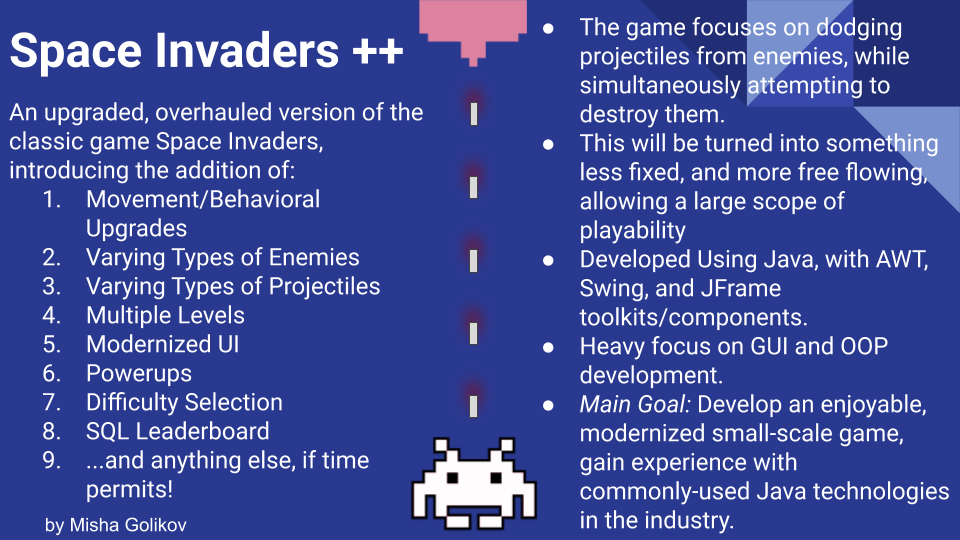 Space Invaders ++
An upgraded, overhauled version of the
classic game Space Invaders,
introducing the addition of:
1. Movement/Behavioral
Upgrades
2. Varying Types of Enemies
3. Varying Types of Projectiles
4. Multiple Levels
5. Modernized UI
6. Powerups
7. Difficulty Selection
8. SQL Leaderboard
9. ...and anything else, if time
permits!
by Misha Golikov
● The game focuses on dodging
projectiles from enemies, while
simultaneously attempting to
destroy them.
● This will be turned into something
less fixed, and more free flowing,
allowing a large scope of
playability
● Developed Using Java, with AWT,
Swing, and JFrame
toolkits/components.
● Heavy focus on GUI and OOP
development.
● Main Goal: Develop an enjoyable,
modernized small-scale game,
gain experience with
commonly-used Java technologies
in the industry.